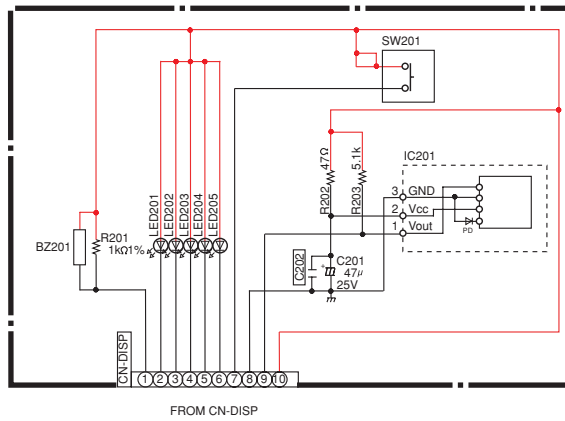 SW201
47Ω
5.1k
R202
R203
IC201
3
GND
2
Vcc
1
Vout
PD
LED201
LED202
LED203
LED204
LED205
BZ201
R201
1kΩ1%
C202
+
C201
47μ
25V
CN-DISP
1 2 3 4 5 6 7 8 9 10
FROM CN-DISP